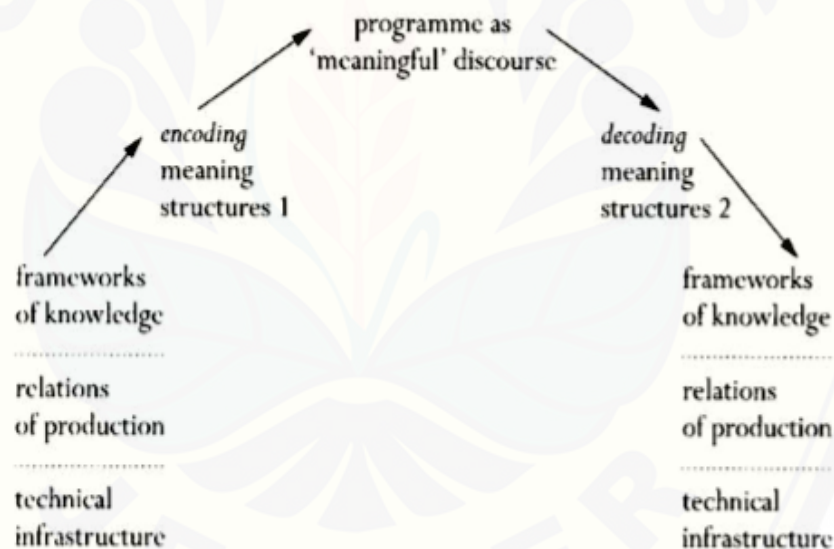 programme as
'meaningful' discourse
encoding
meaning
structures 1
decoding
meaning
structures 2
frameworks
of knowledge
relations
of production
technical
infrastructure
frameworks
of knowledge
relations
of production
technical
infrastructure